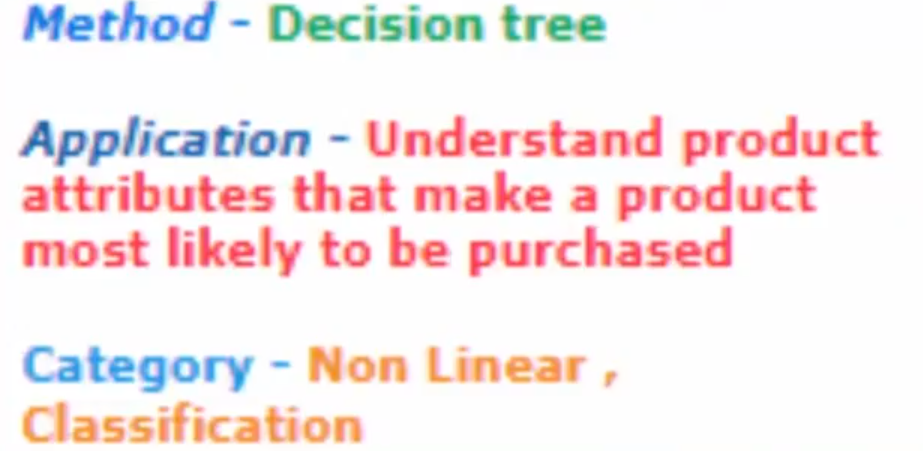 Method - Decision tree
Application - Understand product
attributes that make a product
most likely to be purchased
Category - Non Linear ,
Classification